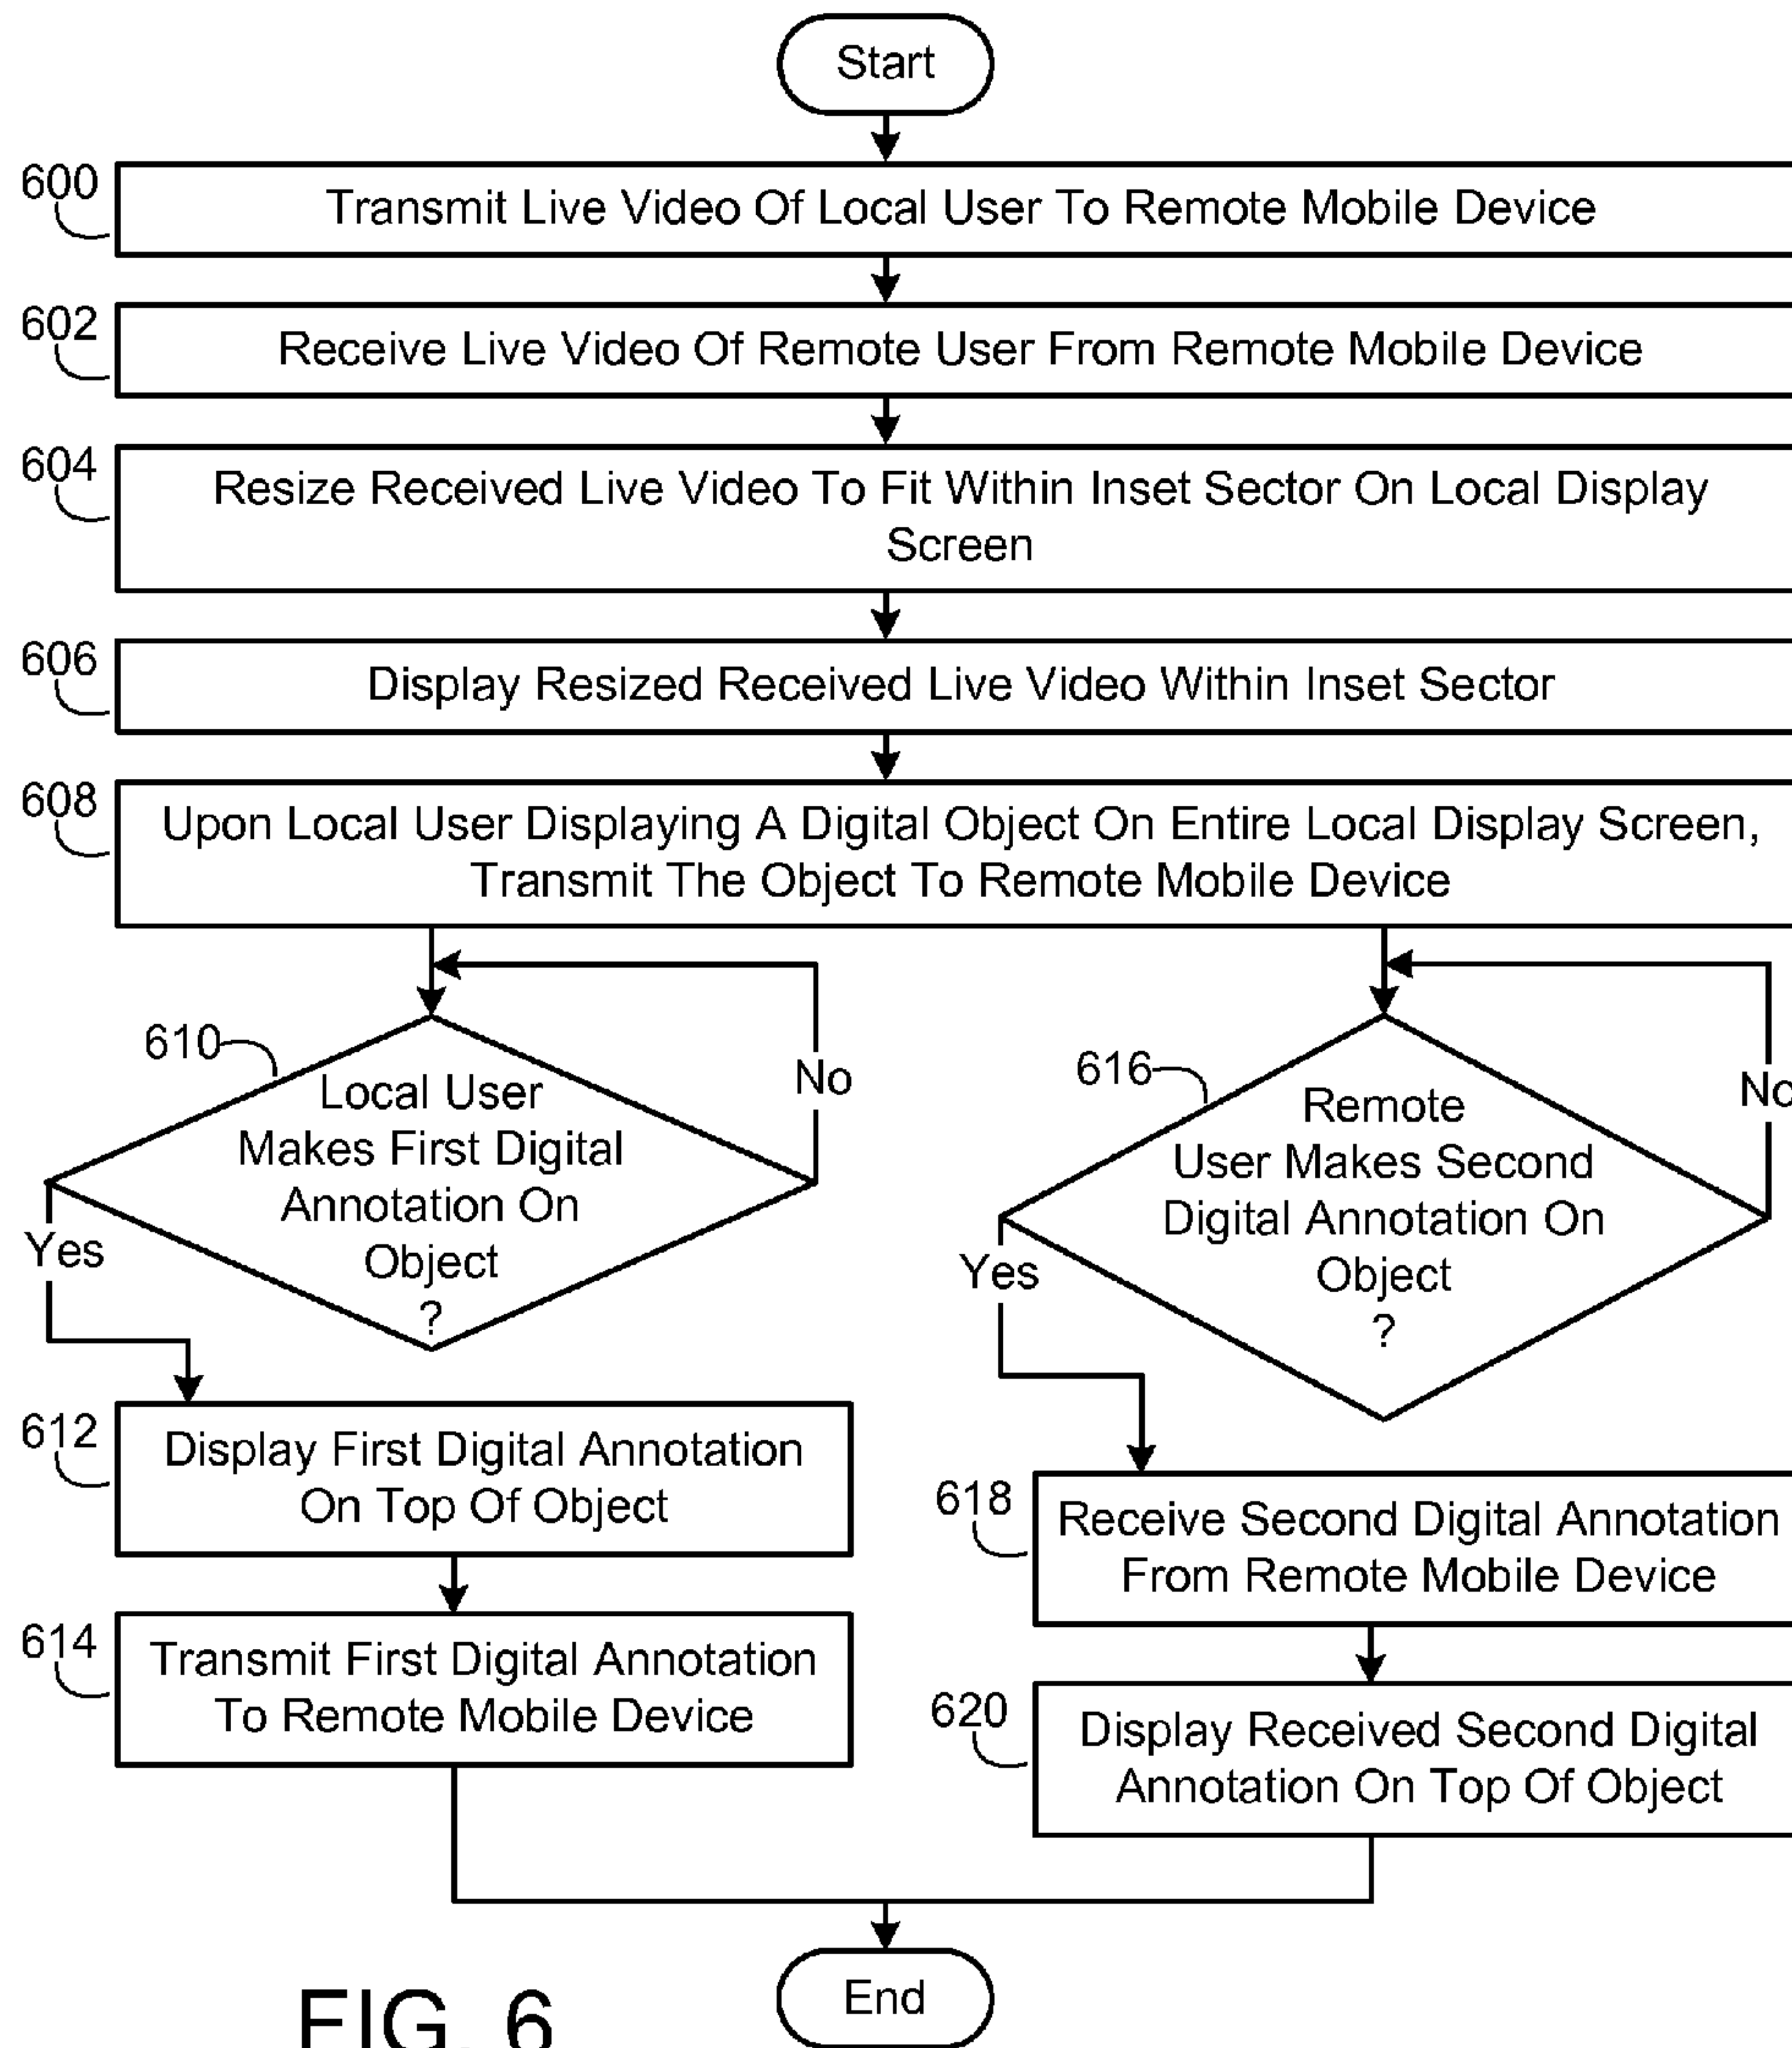 Start
600
Transmit Live Video Of Local User To Remote Mobile Device
602
Receive Live Video Of Remote User From Remote Mobile Device
604
Resize Received Live Video To Fit Within Inset Sector On Local Display
Screen
606
Display Resized Received Live Video Within Inset Sector
608
Upon Local User Displaying A Digital Object On Entire Local Display Screen,
Transmit The Object To Remote Mobile Device
610
Local User
Makes First Digital
Annotation On
Object
?
No
Yes
612
Display First Digital Annotation
On Top Of Object
614
Transmit First Digital Annotation
To Remote Mobile Device
616
Remote
User Makes Second
Digital Annotation On
Object
?
No
Yes
618
Receive Second Digital Annotation
From Remote Mobile Device
620
Display Received Second Digital
Annotation On Top Of Object
End
FIG. 6